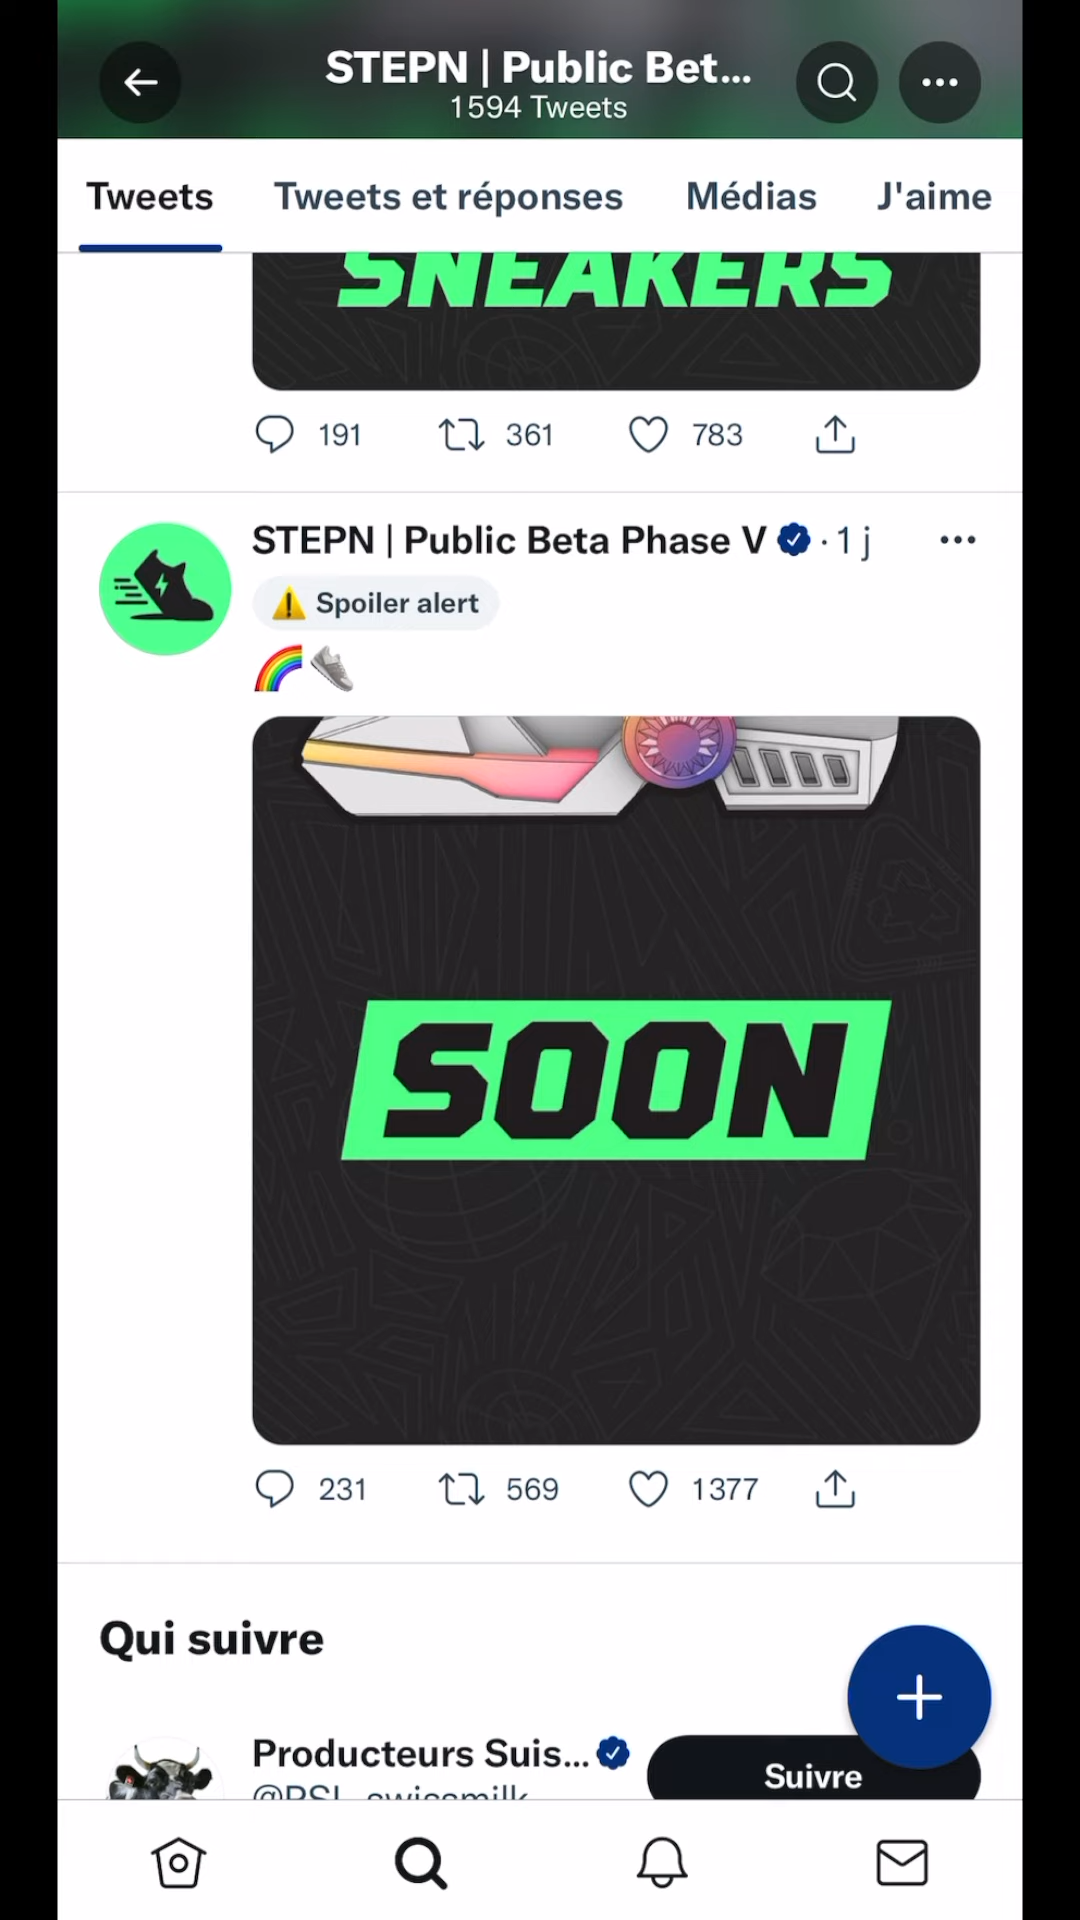 STEPN | Public Bet...
1594 Tweets
Tweets
Tweets et réponses
Médias
J'aime
SNEAKERS
191
361
783
STEPN | Public Beta Phase V · 1 j
⚠️ Spoiler alert
🌈👟
SOON
231
569
1377
Qui suivre
Producteurs Suis...
@PSL_swissmilk
Suivre